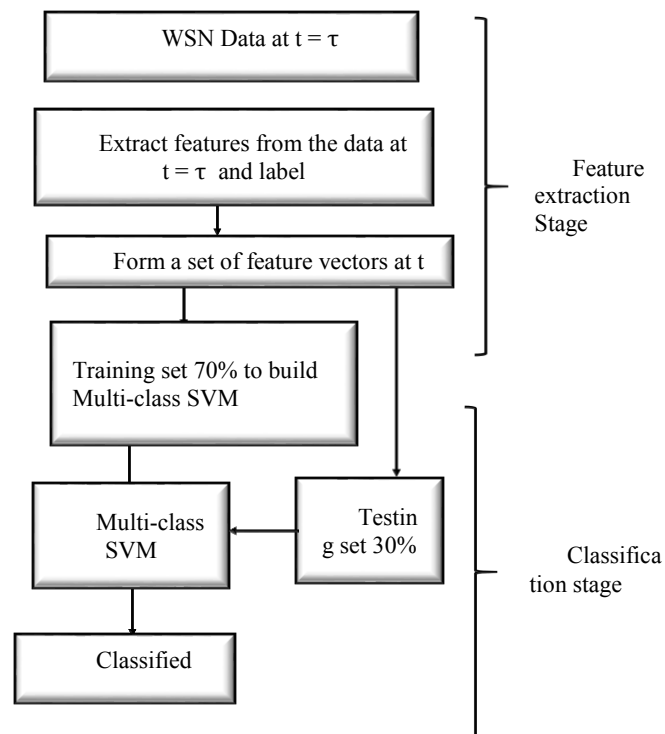 WSN Data at t = τ
Extract features from the data at
t = τ and label
Feature
extraction
Stage
Form a set of feature vectors at t
Training set 70% to build
Multi-class SVM
Multi-class
SVM
Testin
g set 30%
Classifica
tion stage
Classified